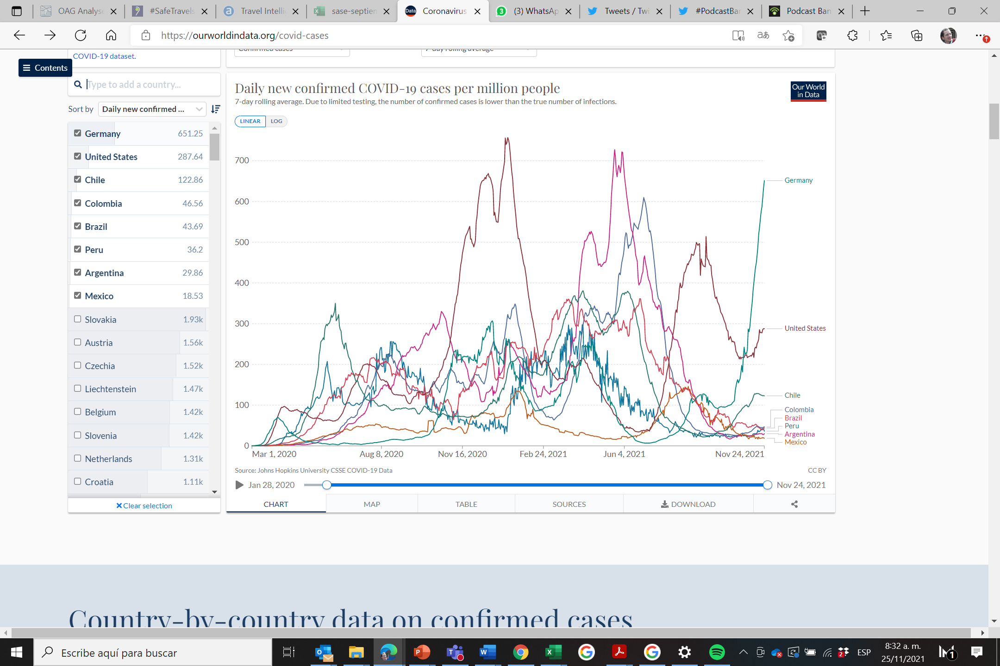 OAG Analyse
#SafeTravels
Travel Intelli
sase-septiem
Coronavirus
(3) WhatsAp
Tweets / Twi
#PodcastBan
Podcast Ban
https://ourworldindata.org/covid-cases
COVID-19 dataset.
Contents
Confirmed cases
7-day rolling average
Type to add a country...
Sort by Daily new confirmed ...
Germany 651.25
United States 287.64
Chile 122.86
Colombia 46.56
Brazil 43.69
Peru 36.2
Argentina 29.86
Mexico 18.53
Slovakia 1.93k
Austria 1.56k
Czechia 1.52k
Liechtenstein 1.47k
Belgium 1.42k
Slovenia 1.42k
Netherlands 1.31k
Croatia 1.11k
Clear selection
Daily new confirmed COVID-19 cases per million people
7-day rolling average. Due to limited testing, the number of confirmed cases is lower than the true number of infections.
Our World
in Data
LINEAR LOG
700
600
500
400
300
200
100
0
Mar 1, 2020
Aug 8, 2020
Nov 16, 2020
Feb 24, 2021
Jun 4, 2021
Nov 24, 2021
Germany
United States
Chile
Colombia
Brazil
Peru
Argentina
Mexico
Source: Johns Hopkins University CSSE COVID-19 Data
CC BY
Jan 28, 2020
Nov 24, 2021
CHART
MAP
TABLE
SOURCES
DOWNLOAD
Country-by-country data on confirmed cases
Escribe aquí para buscar
ESP
8:32 a. m.
25/11/2021